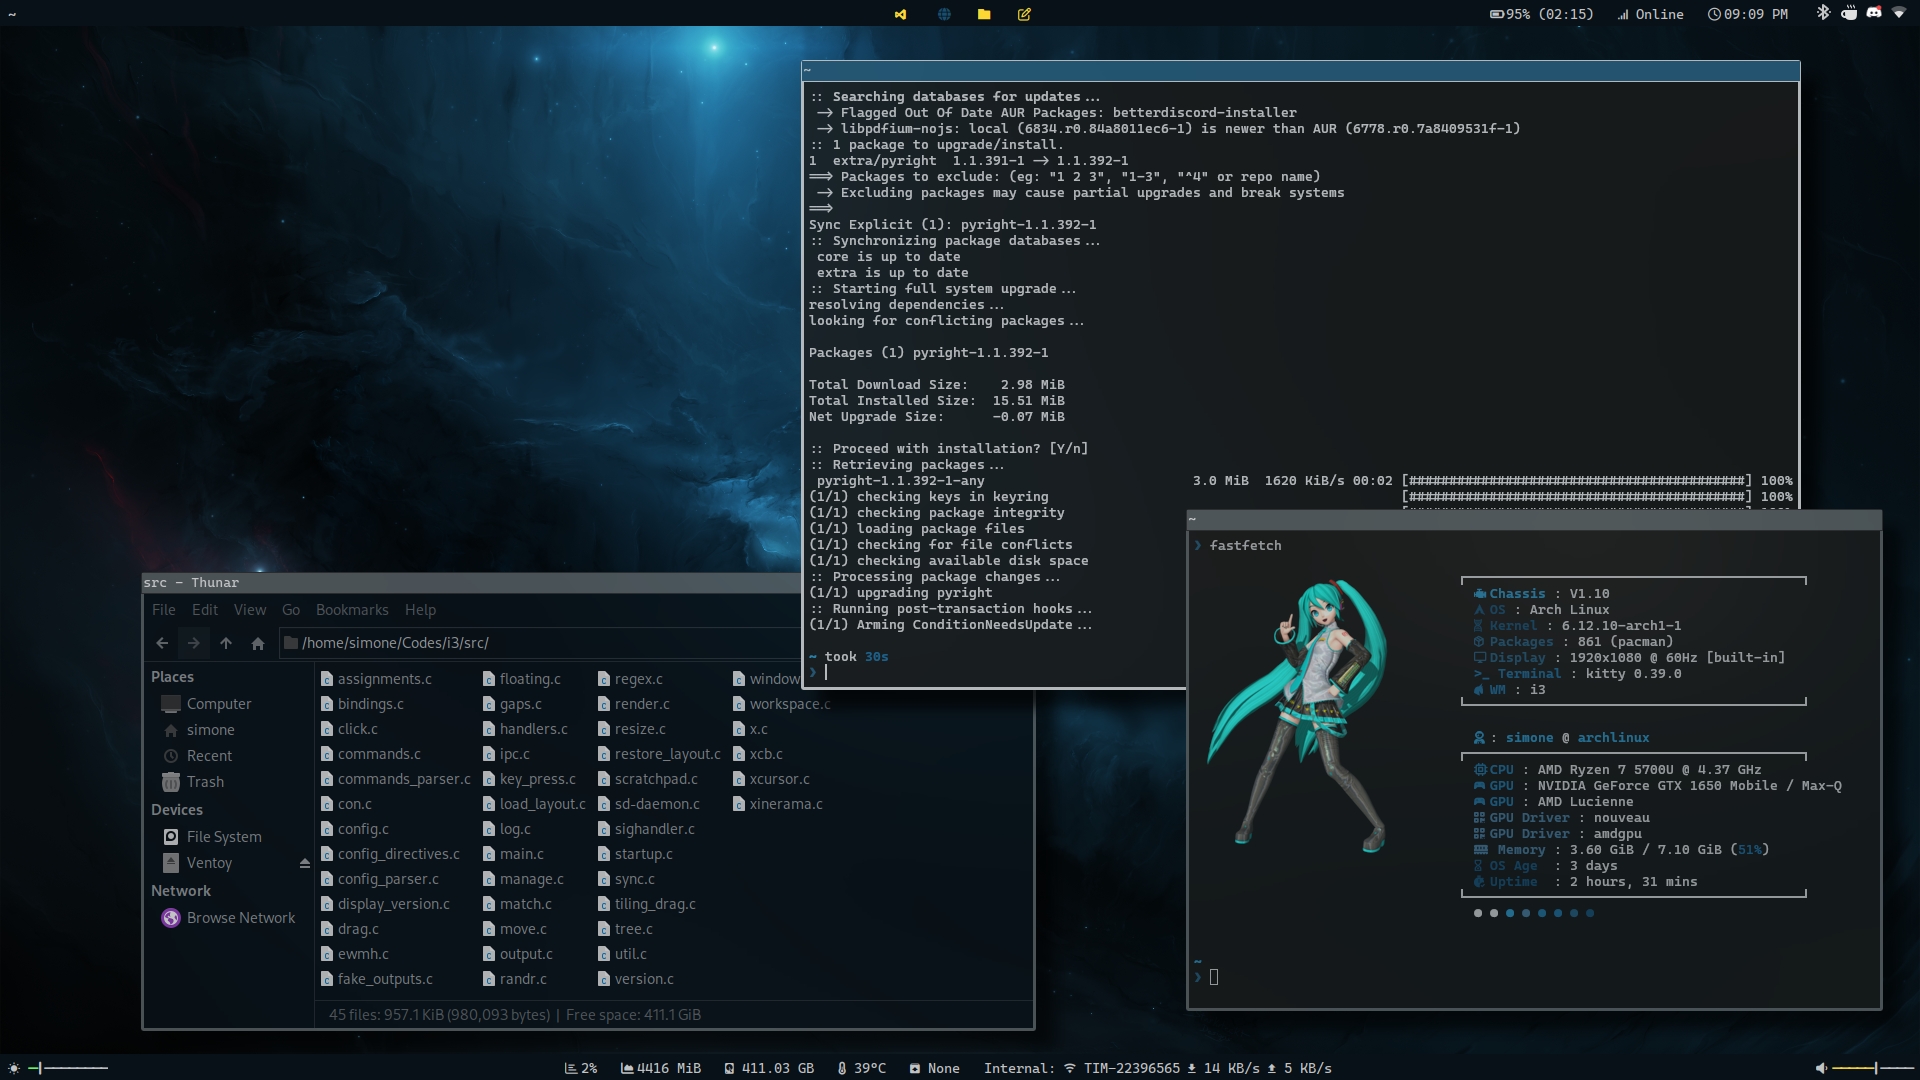 ~
95% (02:15)
Online
09:09 PM
~
:: Searching databases for updates...
-> Flagged Out Of Date AUR Packages: betterdiscord-installer
-> libpdfium-nojs: local (6834.r0.84a8011ec6-1) is newer than AUR (6778.r0.7a8409531f-1)
:: 1 package to upgrade/install.
1  extra/pyright  1.1.391-1 -> 1.1.392-1
==> Packages to exclude: (eg: "1 2 3", "1-3", "^4" or repo name)
-> Excluding packages may cause partial upgrades and break systems
==>
Sync Explicit (1): pyright-1.1.392-1
:: Synchronizing package databases...
core is up to date
extra is up to date
:: Starting full system upgrade...
resolving dependencies...
looking for conflicting packages...
Packages (1) pyright-1.1.392-1
Total Download Size:    2.98 MiB
Total Installed Size:  15.51 MiB
Net Upgrade Size:      -0.07 MiB
:: Proceed with installation? [Y/n]
:: Retrieving packages...
pyright-1.1.392-1-any    3.0 MiB  1620 KiB/s 00:02 [##########################################] 100%
(1/1) checking keys in keyring    [##########################################] 100%
(1/1) checking package integrity
(1/1) loading package files
(1/1) checking for file conflicts
(1/1) checking available disk space
:: Processing package changes...
(1/1) upgrading pyright
:: Running post-transaction hooks...
(1/1) Arming ConditionNeedsUpdate...
~ took 30s
❯
src - Thunar
File Edit View Go Bookmarks Help
/home/simone/Codes/i3/src/
Places
Computer
simone
Recent
Trash
Devices
File System
Ventoy
Network
Browse Network
assignments.c
bindings.c
click.c
commands.c
commands_parser.c
con.c
config.c
config_directives.c
config_parser.c
display_version.c
drag.c
ewmh.c
fake_outputs.c
floating.c
gaps.c
handlers.c
ipc.c
key_press.c
load_layout.c
log.c
main.c
manage.c
match.c
move.c
output.c
randr.c
regex.c
render.c
resize.c
restore_layout.c
scratchpad.c
sd-daemon.c
sighandler.c
startup.c
sync.c
tiling_drag.c
tree.c
util.c
version.c
window
workspace.c
x.c
xcb.c
xcursor.c
xinerama.c
45 files: 957.1 KiB (980,093 bytes) | Free space: 411.1 GiB
~
❯ fastfetch
Chassis : V1.10
OS : Arch Linux
Kernel : 6.12.10-arch1-1
Packages : 861 (pacman)
Display : 1920x1080 @ 60Hz [built-in]
>_ Terminal : kitty 0.39.0
WM : i3
: simone @ archlinux
CPU : AMD Ryzen 7 5700U @ 4.37 GHz
GPU : NVIDIA GeForce GTX 1650 Mobile / Max-Q
GPU : AMD Lucienne
GPU Driver : nouveau
GPU Driver : amdgpu
Memory : 3.60 GiB / 7.10 GiB (51%)
OS Age : 3 days
Uptime : 2 hours, 31 mins
~
❯
2%
4416 MiB
411.03 GB
39°C
None
Internal: TIM-22396565 14 KB/s 5 KB/s